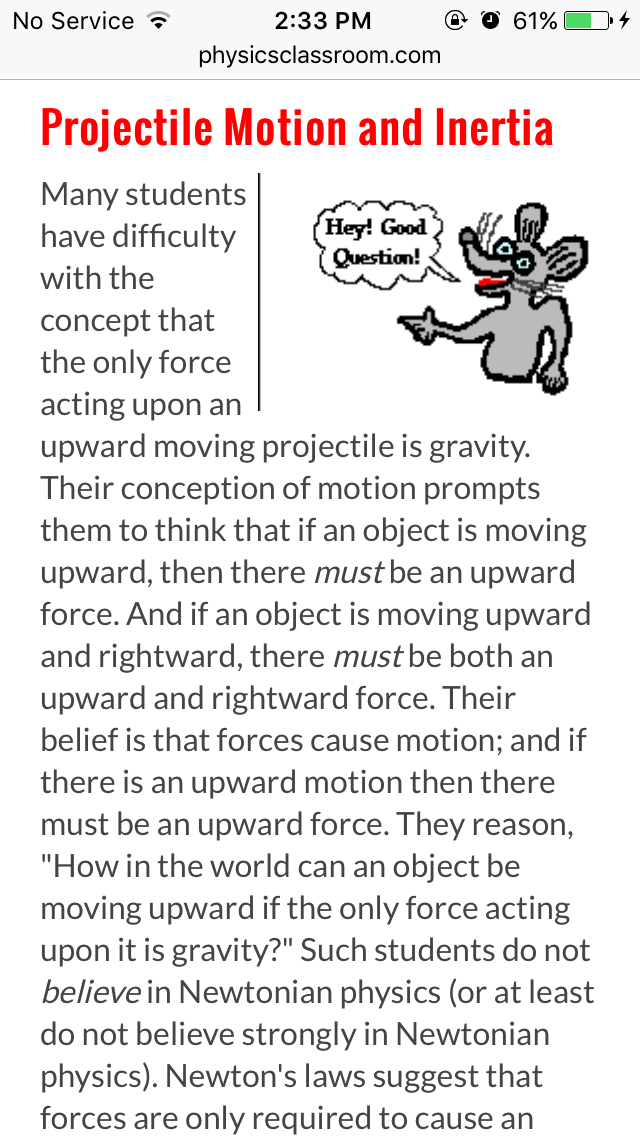 No Service 2:33 PM 61%
physicsclassroom.com
Projectile Motion and Inertia
Many students
have difficulty
with the
concept that
the only force
acting upon an
Hey! Good
Question!
upward moving projectile is gravity.
Their conception of motion prompts
them to think that if an object is moving
upward, then there must be an upward
force. And if an object is moving upward
and rightward, there must be both an
upward and rightward force. Their
belief is that forces cause motion; and if
there is an upward motion then there
must be an upward force. They reason,
"How in the world can an object be
moving upward if the only force acting
upon it is gravity?" Such students do not
believe in Newtonian physics (or at least
do not believe strongly in Newtonian
physics). Newton's laws suggest that
forces are only required to cause an